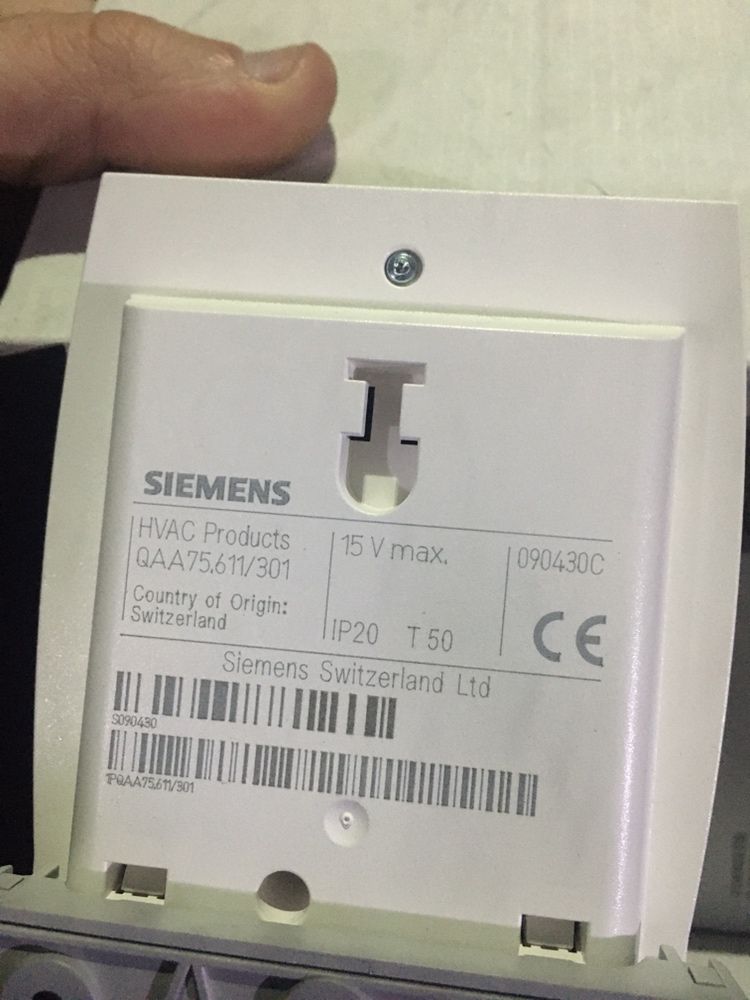 SIEMENS
HVAC Products
QAA75.611/301
Country of Origin:
Switzerland
15 V max.
IP20 T 50
090430C
CE
Siemens Switzerland Ltd
S090430
1PQAA75.611/301